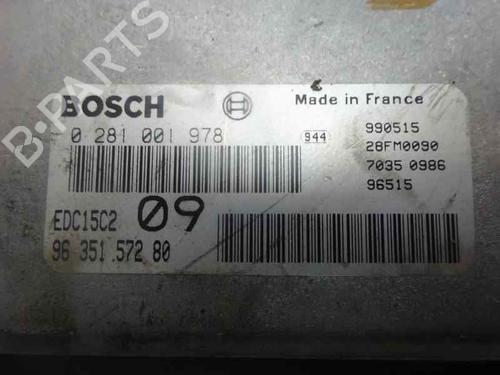 B-PARTS
BOSCH
Made in France
0 281 001 978
944
990515
28FM0090
7035 0986
96515
EDC15C2
09
96 351.572 80